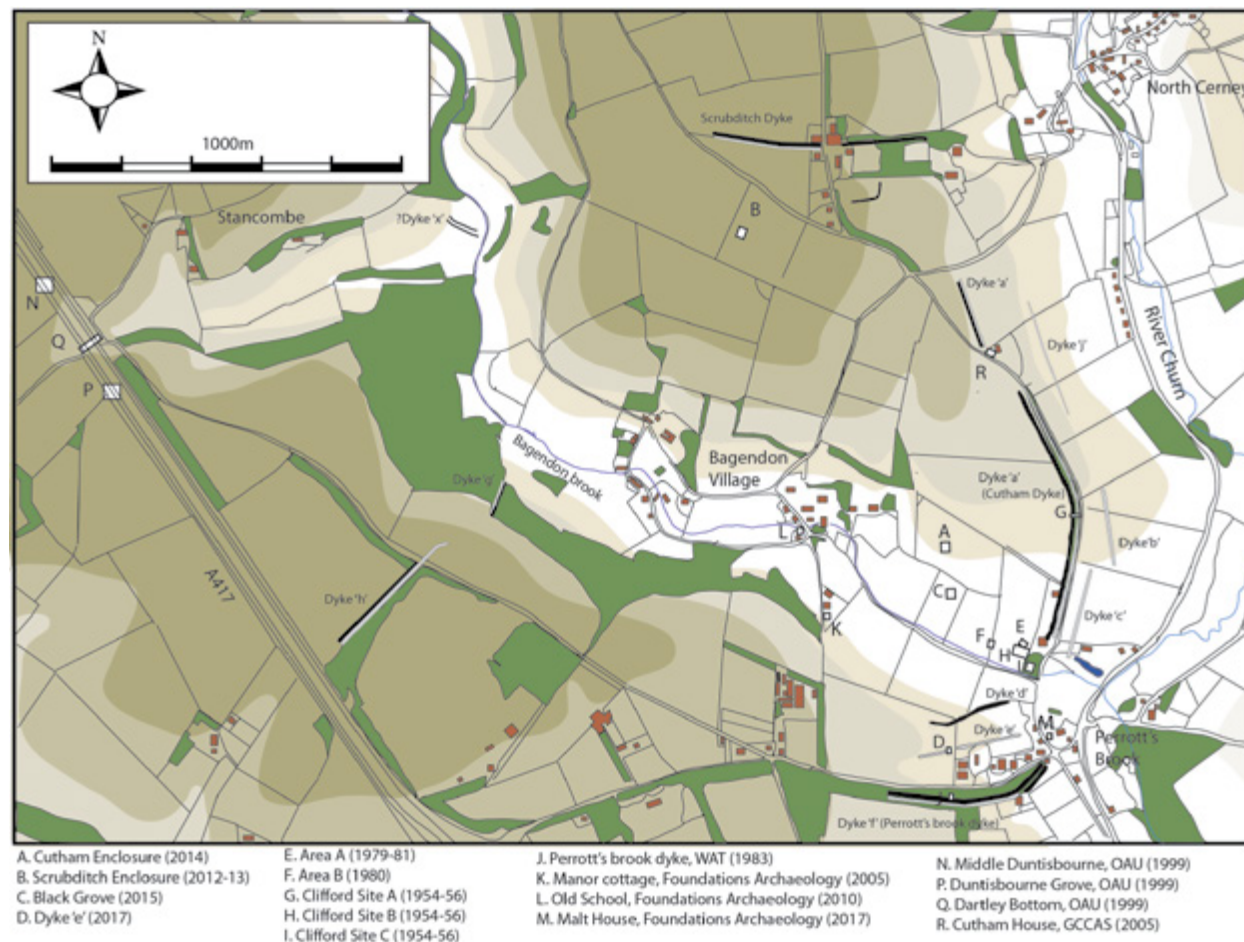 N
1000m
Scrubditch Dyke
North Cerney
Stancombe
?Dyke 'x'
B
N
Dyke 'a'
Dyke 'j'
River Churn
Q
R
P
Bagendon brook
Bagendon
Village
Dyke 'a'
(Cutham Dyke)
G
Dyke 'g'
Dyke 'b'
L
A
A417
Dyke 'h'
C
Dyke 'c'
K
F
E
H
I
Dyke 'd'
M
D
Dyke 'e'
Perrott's
Brook
J
Dyke 'f' (Perrott's brook dyke)
A. Cutham Enclosure (2014)
B. Scrubditch Enclosure (2012-13)
C. Black Grove (2015)
D. Dyke 'e' (2017)
E. Area A (1979-81)
F. Area B (1980)
G. Clifford Site A (1954-56)
H. Clifford Site B (1954-56)
I. Clifford Site C (1954-56)
J. Perrott's brook dyke, WAT (1983)
K. Manor cottage, Foundations Archaeology (2005)
L. Old School, Foundations Archaeology (2010)
M. Malt House, Foundations Archaeology (2017)
N. Middle Duntisbourne, OAU (1999)
P. Duntisbourne Grove, OAU (1999)
Q. Dartley Bottom, OAU (1999)
R. Cutham House, GCCAS (2005)